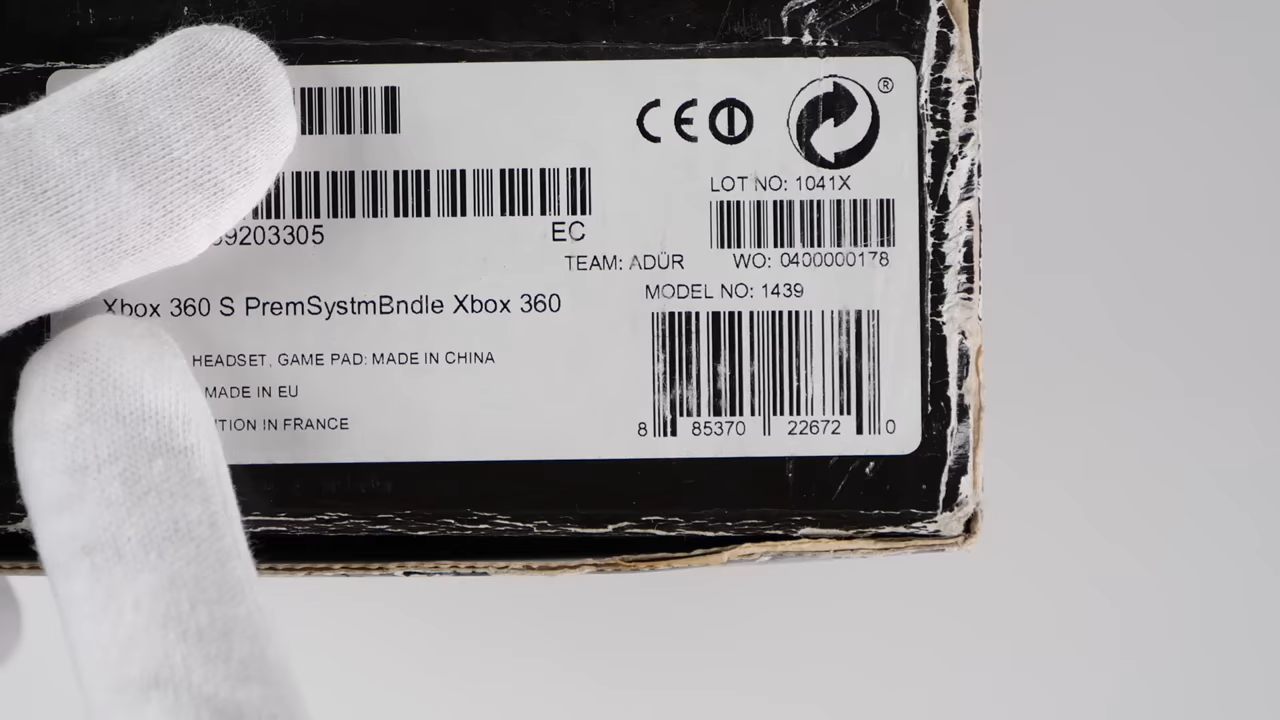 CE
®
LOT NO: 1041X
9203305
EC
TEAM: ADÜR
WO: 0400000178
Xbox 360 S PremSystmBndle Xbox 360
MODEL NO: 1439
HEADSET, GAME PAD: MADE IN CHINA
MADE IN EU
TION IN FRANCE
8 85370 22672 0